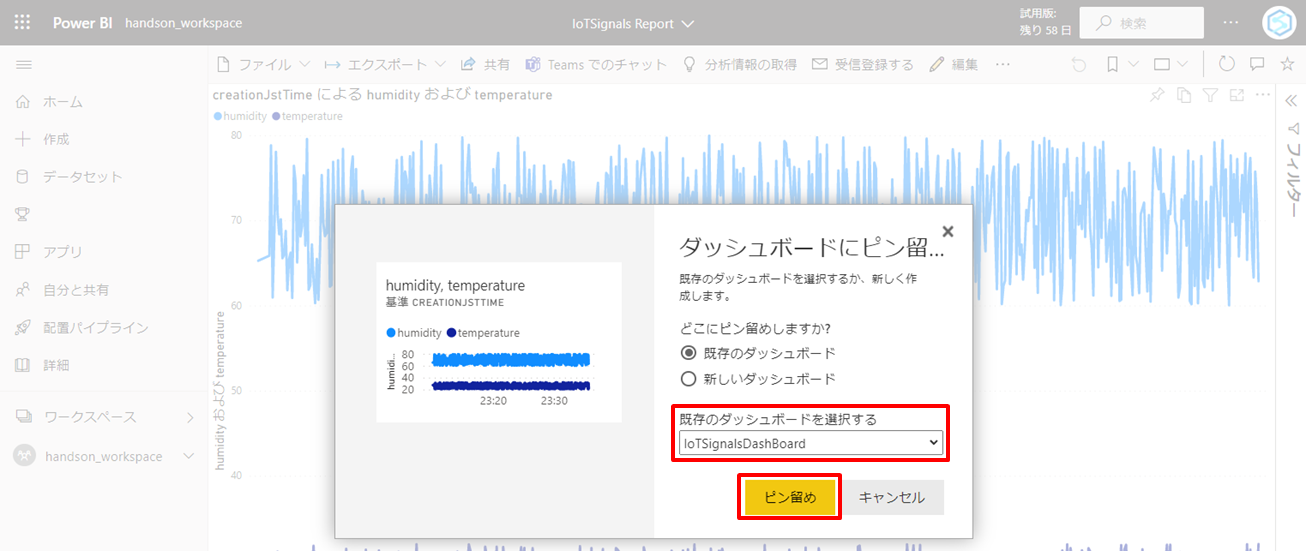 Power BI handson_workspace
IoTSignals Report
試用版:
残り 58 日
検索
ファイル エクスポート 共有 Teams でのチャット 分析情報の取得 受信登録する 編集
ホーム
作成
データセット
アプリ
自分と共有
配置パイプライン
詳細
ワークスペース
handson_workspace
creationJstTime による humidity および temperature
humidity temperature
80
70
60
50
40
humidity および temperature
フィルター
humidity, temperature
基準 CREATIONJSTTIME
humidity temperature
humidi...
80
60
40
20
23:20 23:30
ダッシュボードにピン留...
既存のダッシュボードを選択するか、新しく作
成します。
どこにピン留めしますか?
既存のダッシュボード
新しいダッシュボード
既存のダッシュボードを選択する
IoTSignalsDashBoard
ピン留め キャンセル